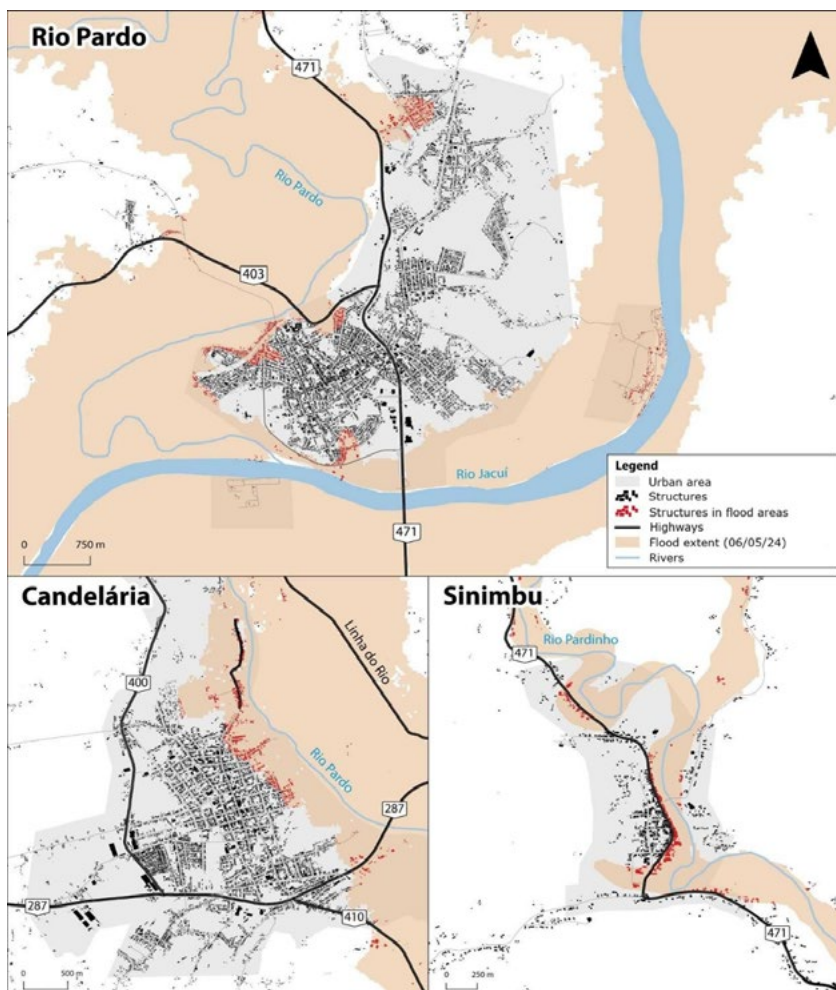 Rio Pardo
471
Rio Pardo
403
Rio Jacuí
471
0 750 m
Legend
Urban area
Structures
Structures in flood areas
Highways
Flood extent (06/05/24)
Rivers
Candelária
400
Linha do Rio
Rio Pardo
287
287
410
0 500 m
Sinimbu
Rio Pardinho
471
471
0 250 m